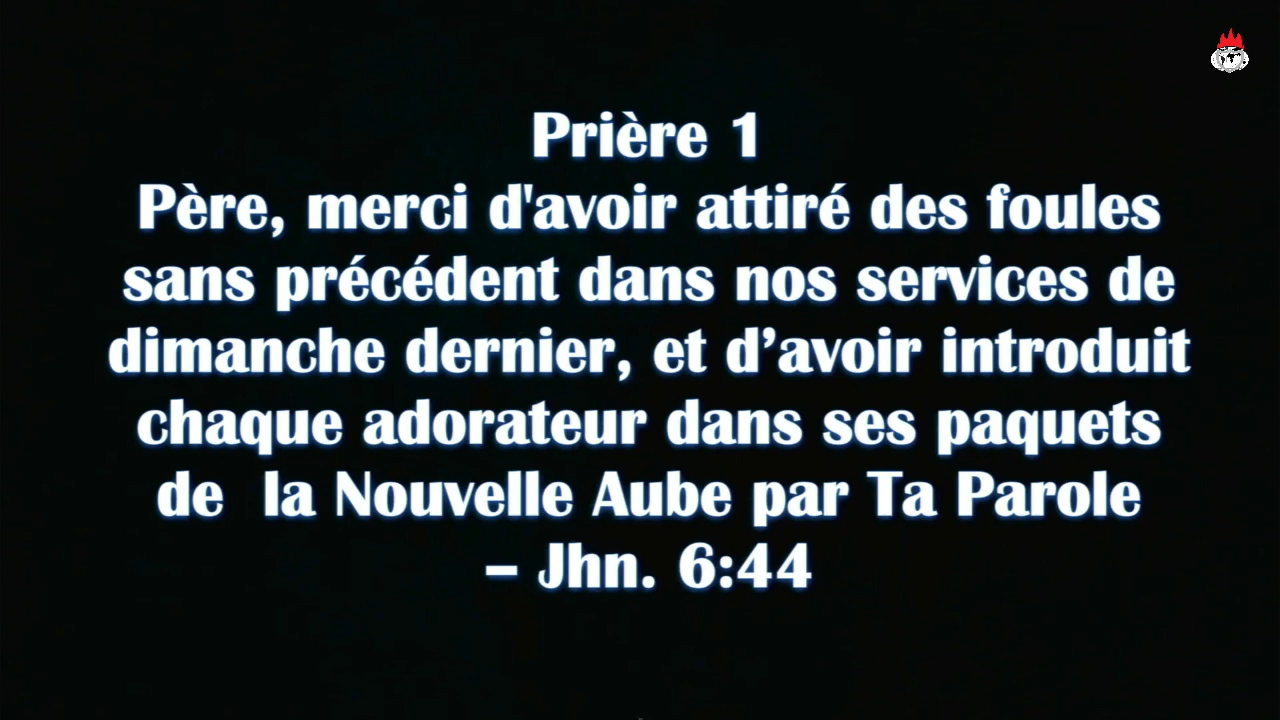 Prière 1
Père, merci d'avoir attiré des foules
sans précédent dans nos services de
dimanche dernier, et d’avoir introduit
chaque adorateur dans ses paquets
de  la Nouvelle Aube par Ta Parole
– Jhn. 6:44